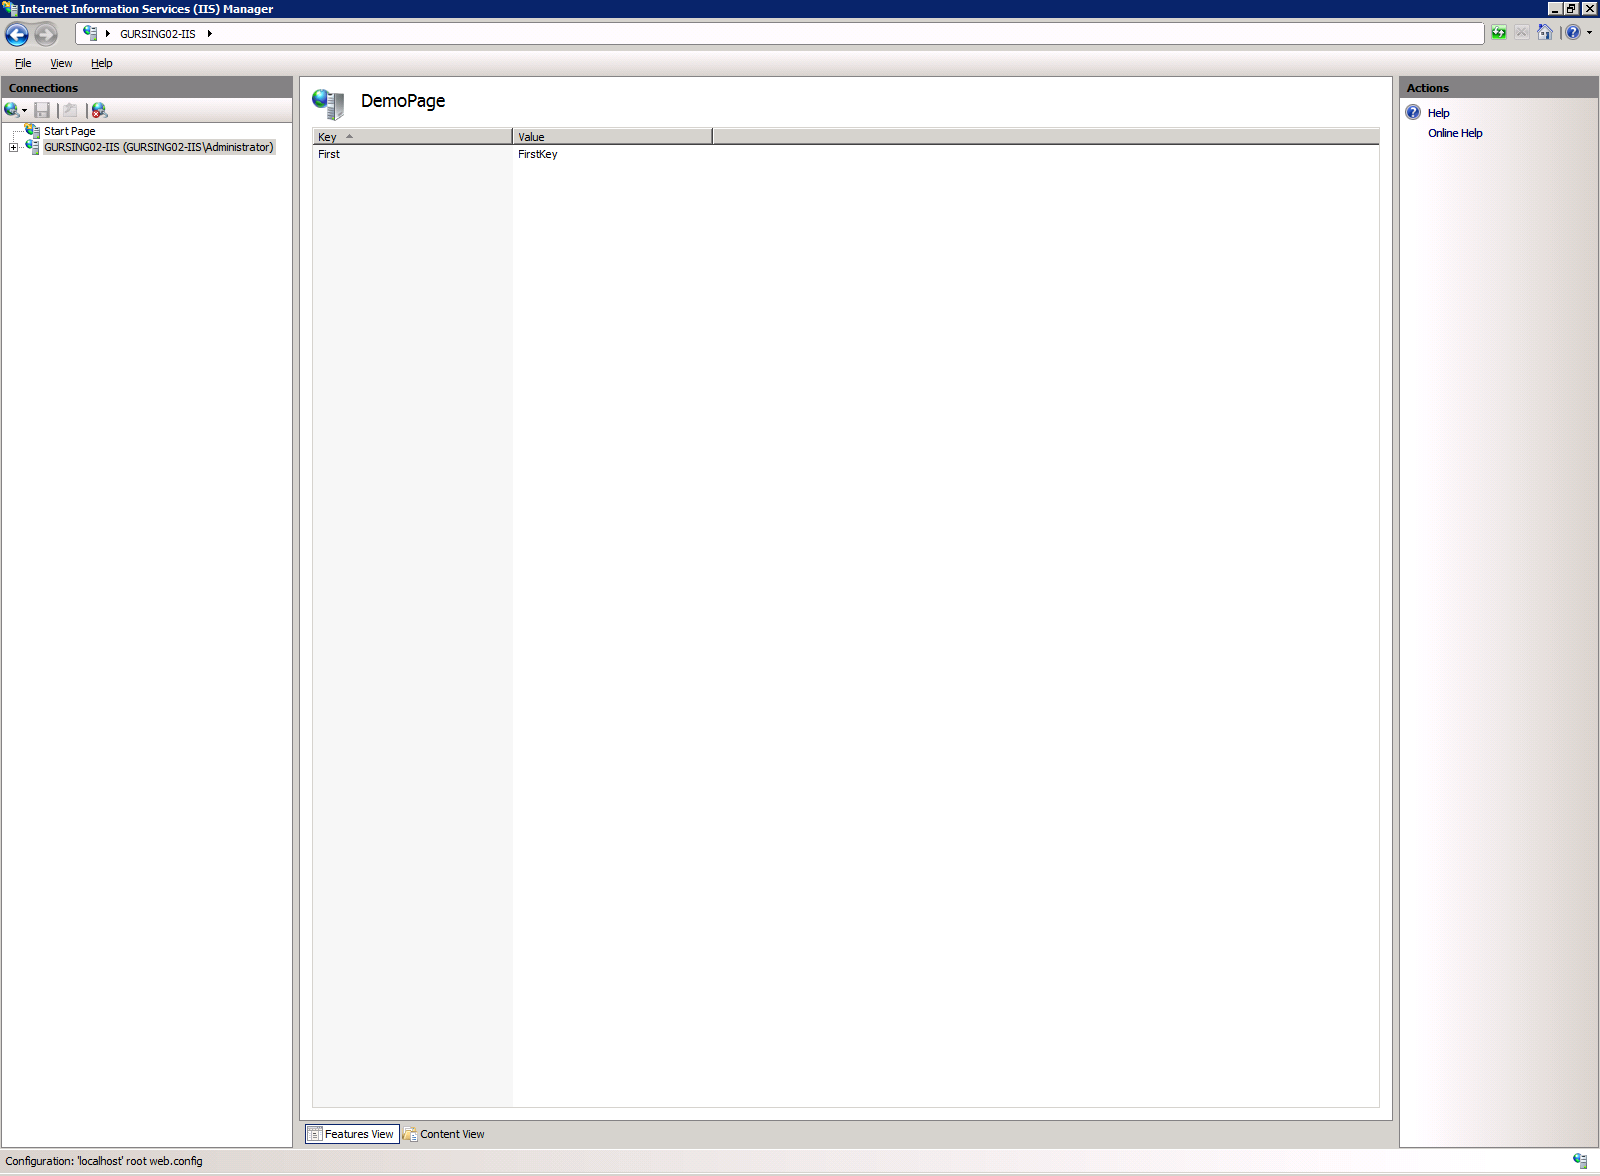 Internet Information Services (IIS) Manager
GURSING02-IIS
File View Help
Connections
Start Page
GURSING02-IIS (GURSING02-IIS\Administrator)
DemoPage
Key Value
First FirstKey
Actions
Help
Online Help
Features View Content View
Configuration: 'localhost' root web.config